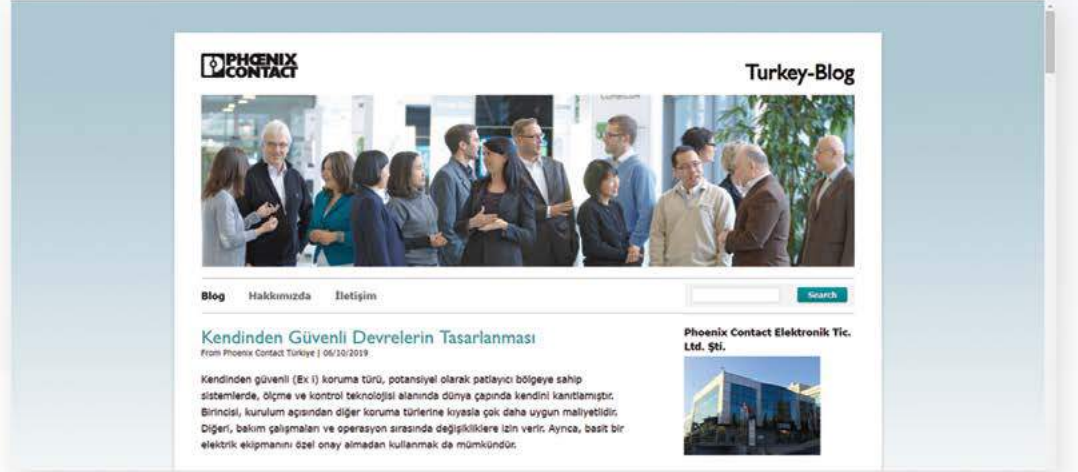 PHŒNIX
CONTACT
Turkey-Blog
Blog Hakkımızda İletişim
Search
Kendinden Güvenli Devrelerin Tasarlanması
From Phoenix Contact Türkiye | 06/10/2019
Kendinden güvenli (Ex i) koruma türü, potansiyel olarak patlayıcı bölgeye sahip
sistemlerde, ölçme ve kontrol teknolojisi alanında dünya çapında kendini kanıtlamıştır.
Birincisi, kurulum açısından diğer koruma türlerine kıyasla çok daha uygun maliyetlidir.
Diğeri, bakım çalışmaları ve operasyon sırasında değişikliklere izin verir. Ayrıca, basit bir
elektrik ekipmanını özel onay almadan kullanmak da mümkündür.
Phoenix Contact Elektronik Tic.
Ltd. Şti.